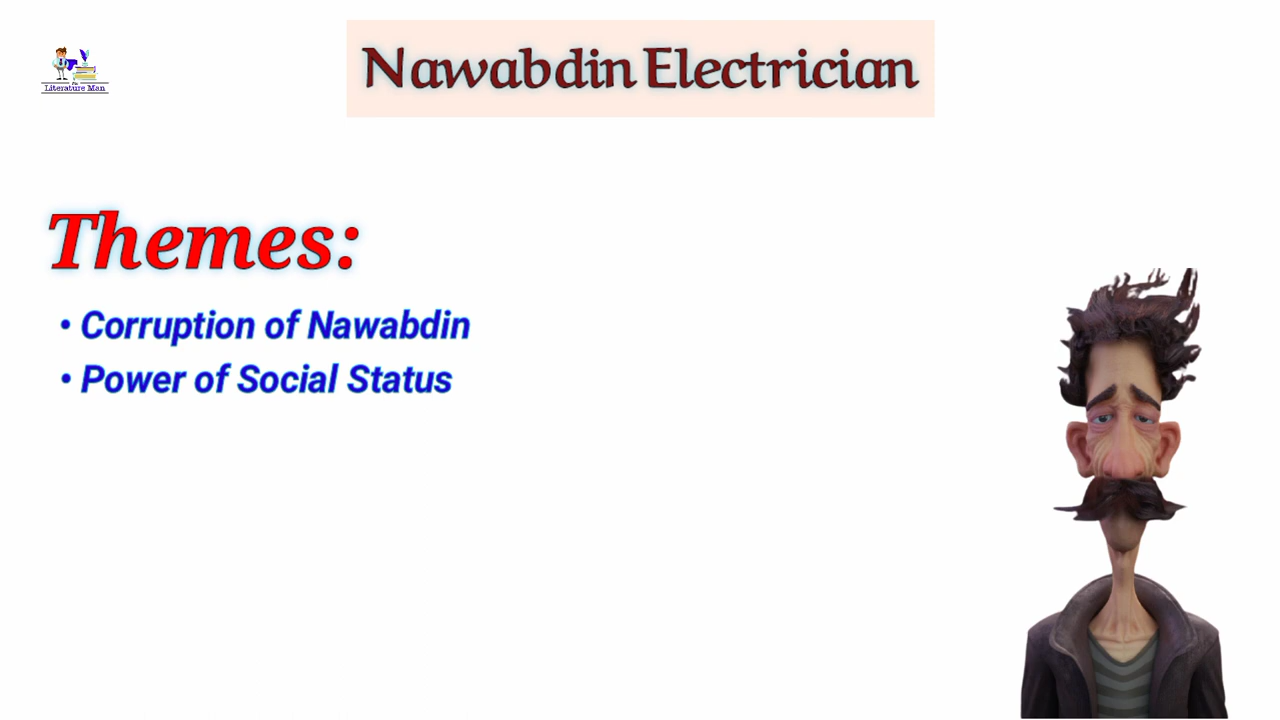 Literature Man
Nawabdin Electrician
Themes:
• Corruption of Nawabdin
• Power of Social Status